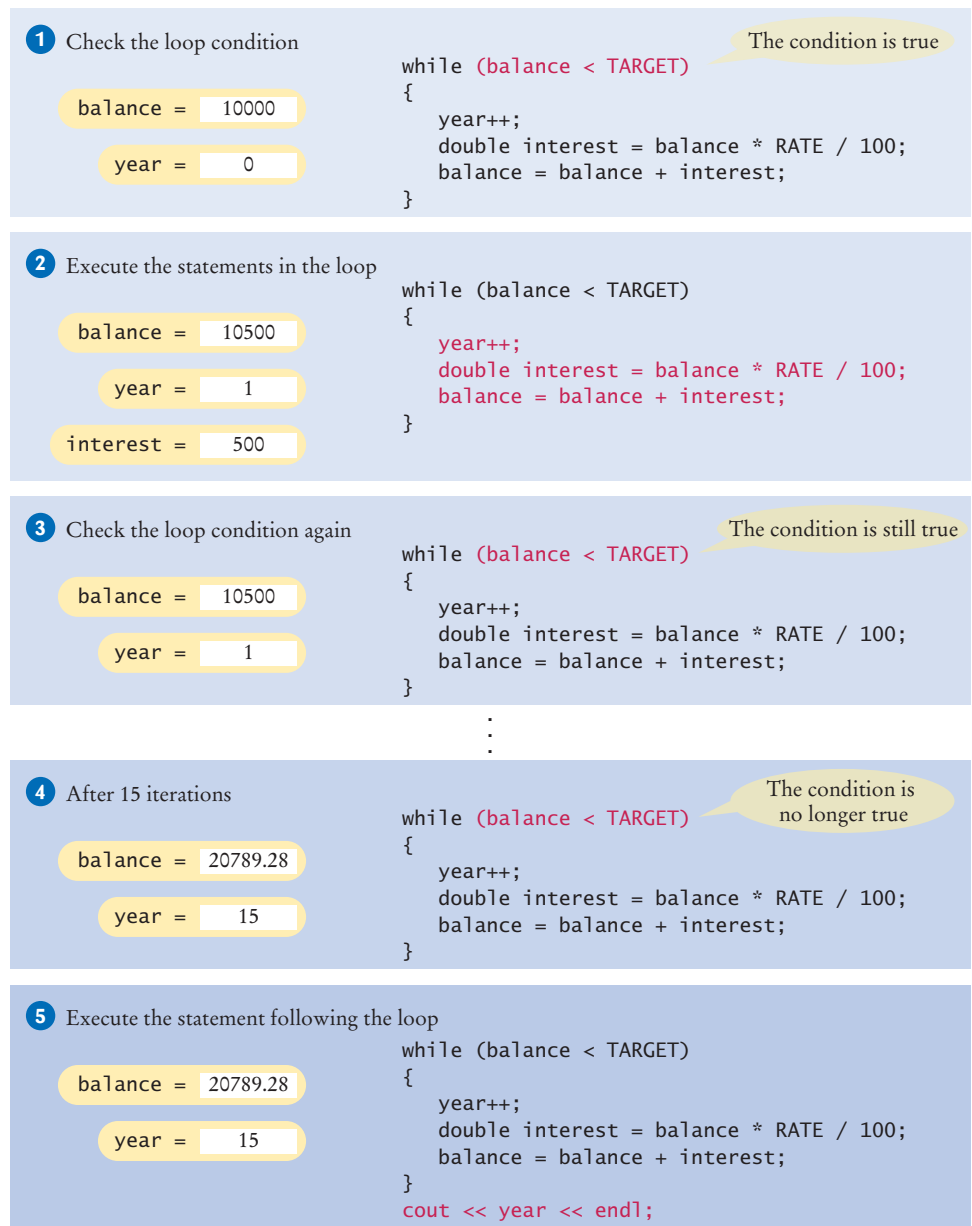 1 Check the loop condition
The condition is true
balance = 10000
year = 0
while (balance < TARGET)
{
year++;
double interest = balance * RATE / 100;
balance = balance + interest;
}
2 Execute the statements in the loop
balance = 10500
year = 1
interest = 500
while (balance < TARGET)
{
year++;
double interest = balance * RATE / 100;
balance = balance + interest;
}
3 Check the loop condition again
The condition is still true
balance = 10500
year = 1
while (balance < TARGET)
{
year++;
double interest = balance * RATE / 100;
balance = balance + interest;
}
.
.
.
4 After 15 iterations
The condition is
no longer true
balance = 20789.28
year = 15
while (balance < TARGET)
{
year++;
double interest = balance * RATE / 100;
balance = balance + interest;
}
5 Execute the statement following the loop
balance = 20789.28
year = 15
while (balance < TARGET)
{
year++;
double interest = balance * RATE / 100;
balance = balance + interest;
}
cout << year << endl;